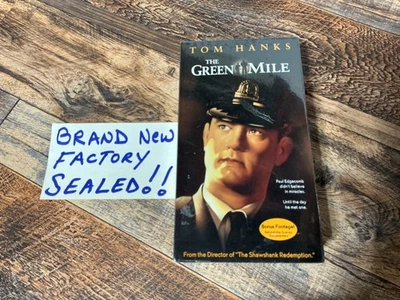 BRAND NEW
FACTORY
SEALED!!
TOM HANKS
THE
GREEN MILE
Paul Edgecomb
didn't believe
in miracles.
Until the day
he met one.
Bonus Footage!
From the Director of "The Shawshank Redemption."